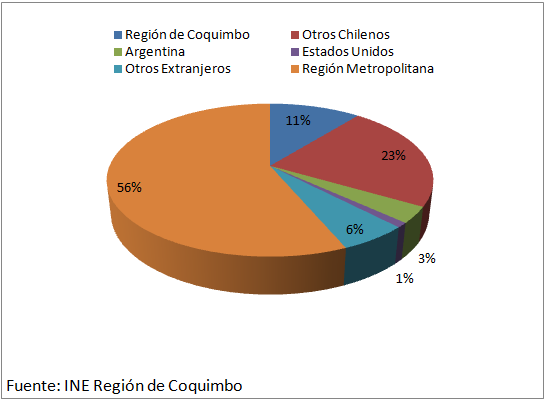 Región de Coquimbo
Otros Chilenos
Argentina
Estados Unidos
Otros Extranjeros
Región Metropolitana
11%
23%
56%
6%
3%
1%
Fuente: INE Región de Coquimbo